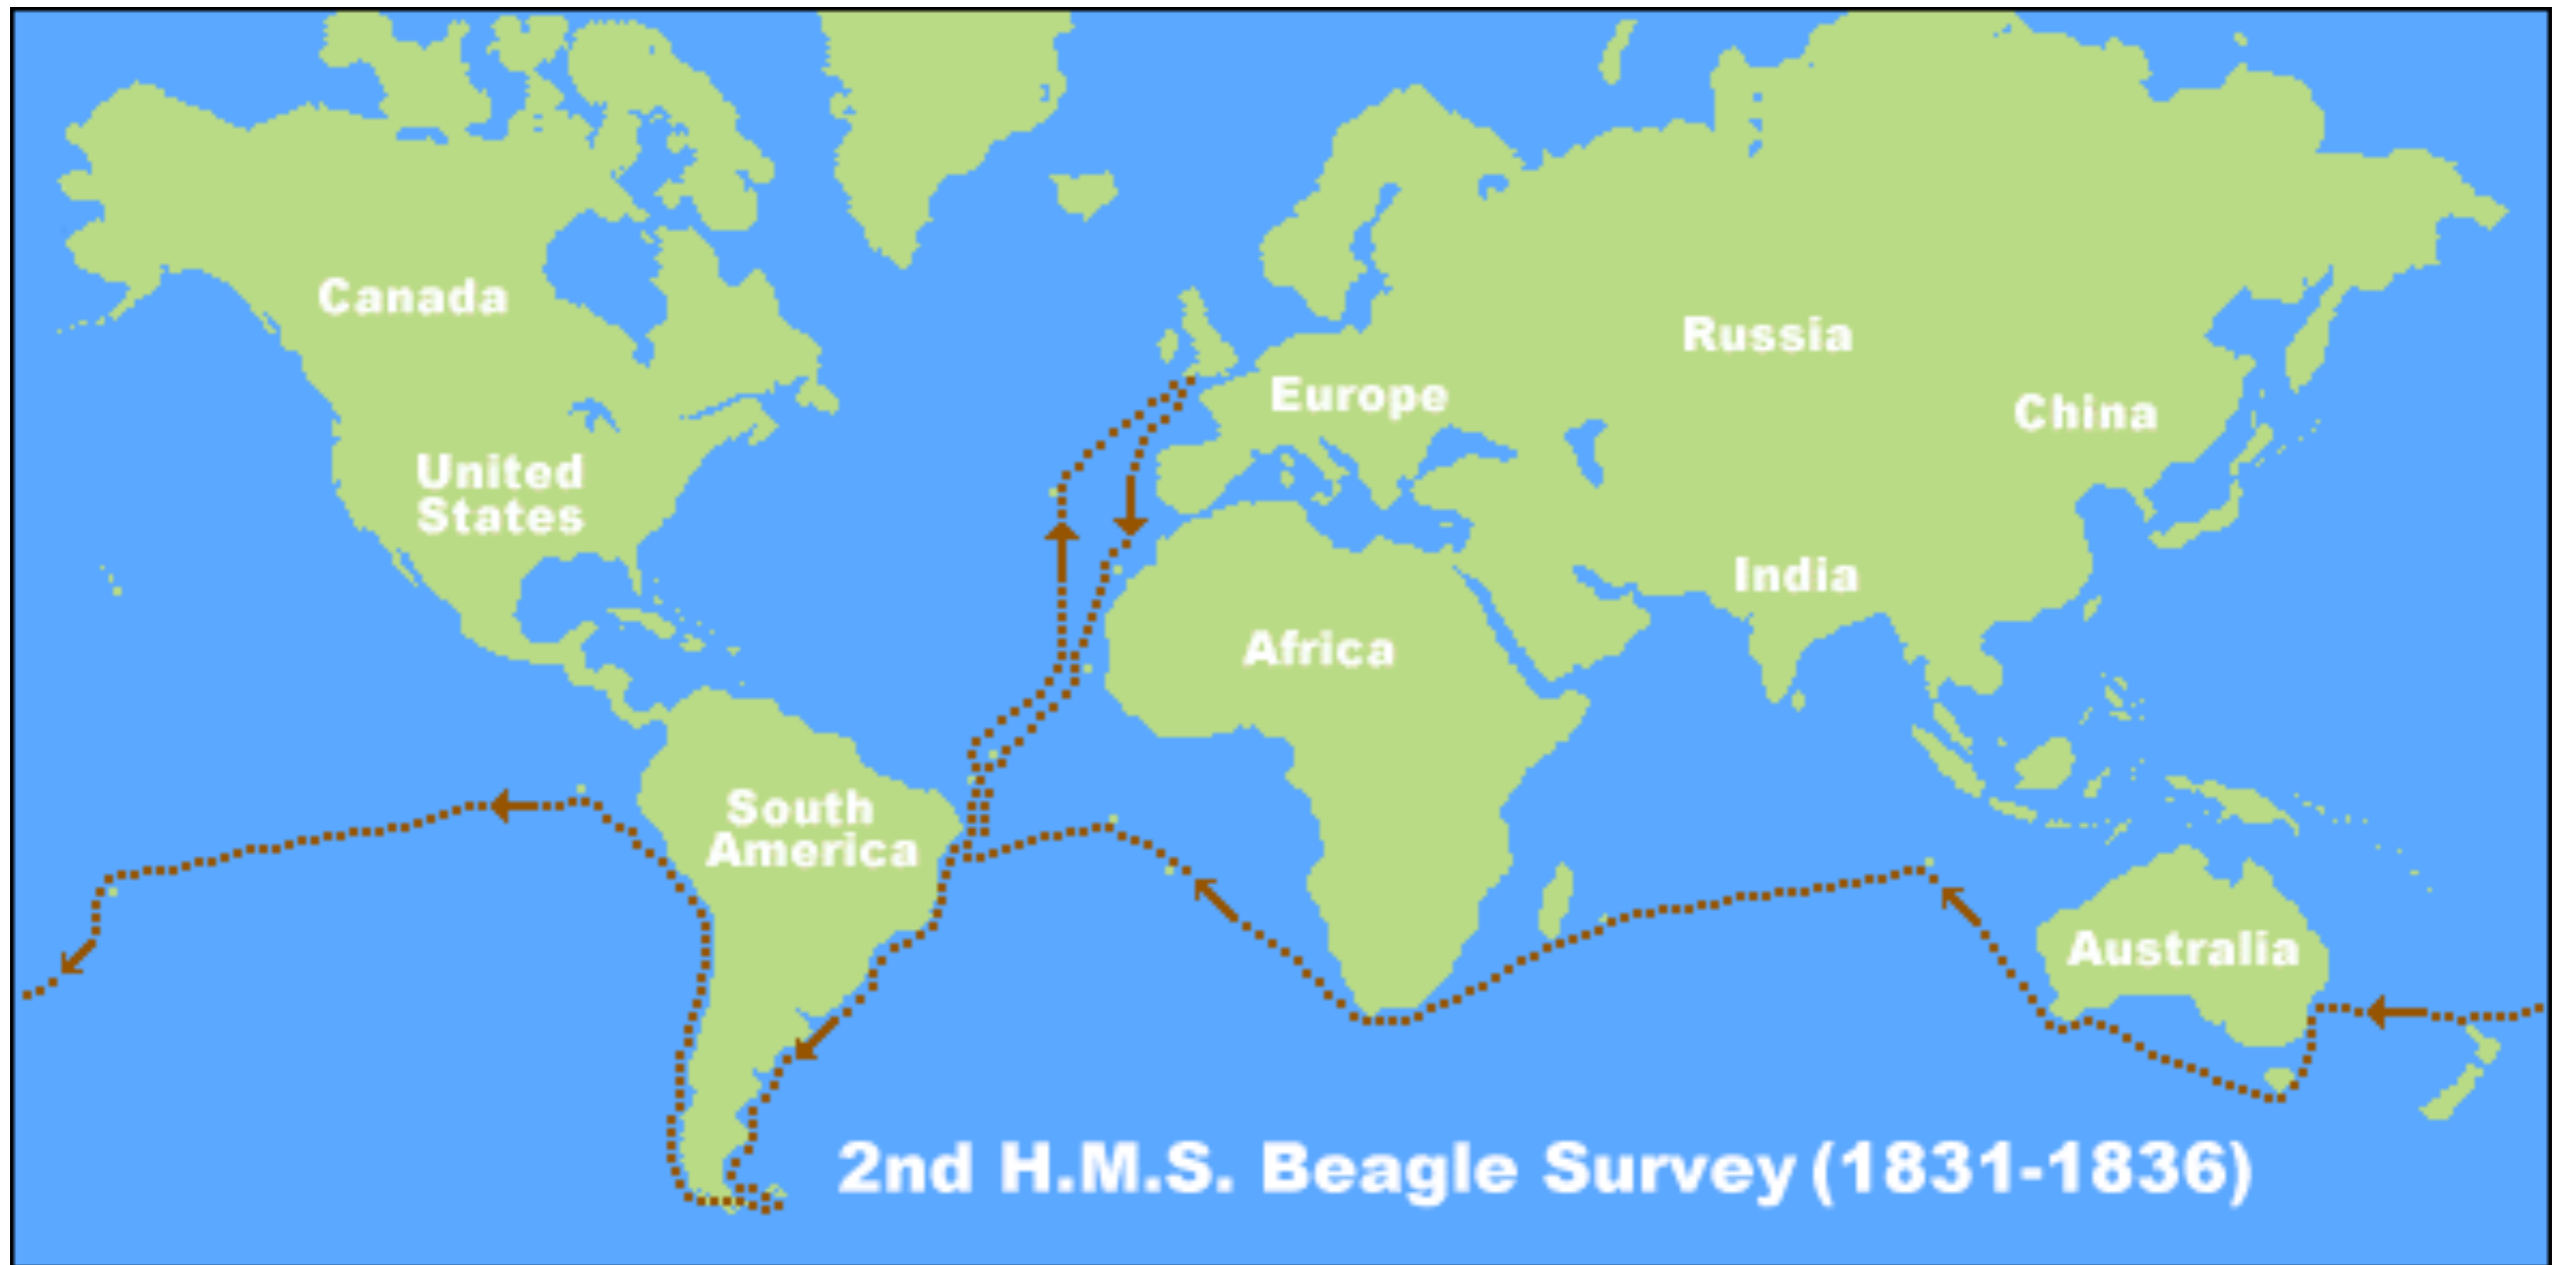 Canada
Russia
Europe
China
United
States
India
Africa
South
America
Australia
2nd H.M.S. Beagle Survey (1831-1836)